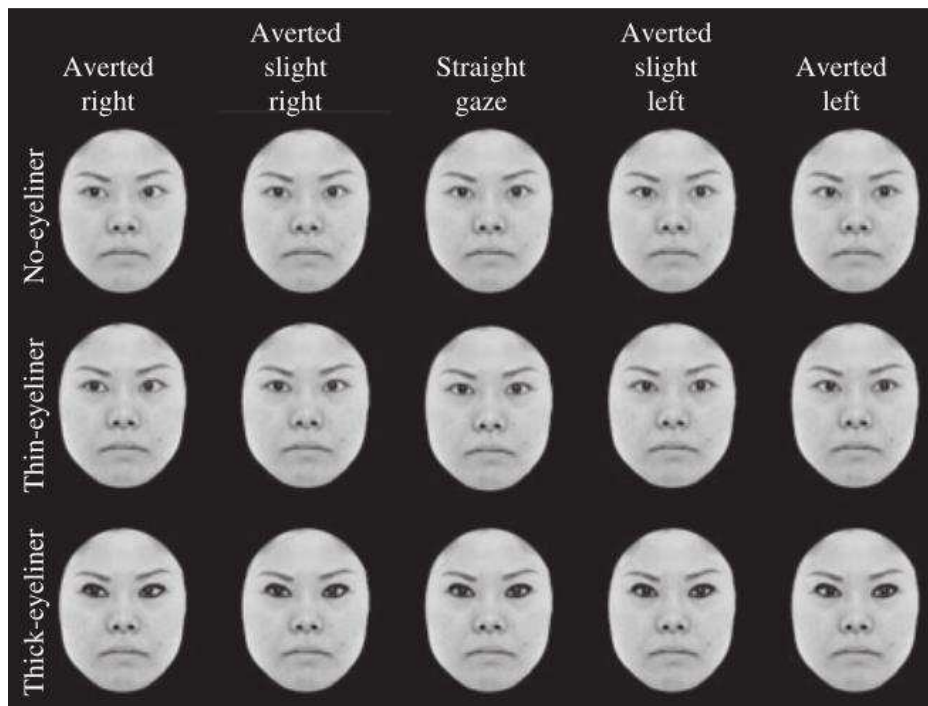 Averted
right
Averted
slight
right
Straight
gaze
Averted
slight
left
Averted
left
No-eyeliner
Thin-eyeliner
Thick-eyeliner